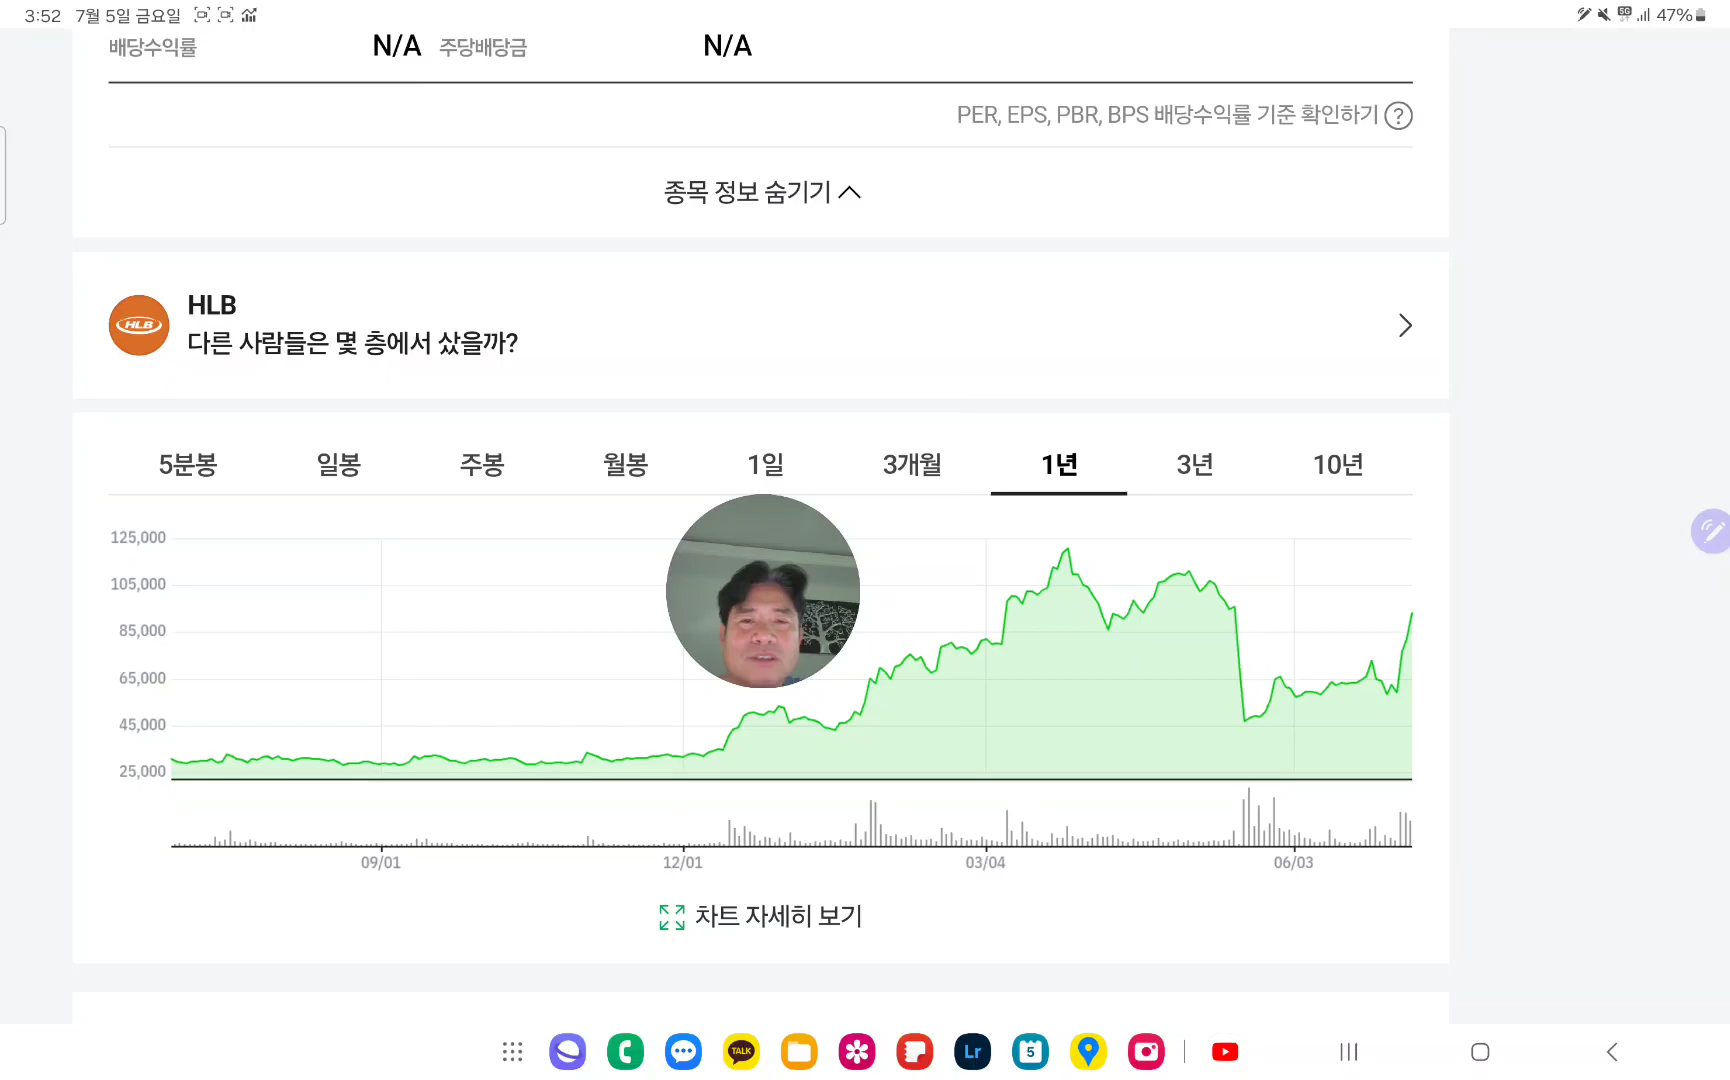 3:52 7월 5일 금요일
5G 47%
배당수익률 N/A 주당배당금 N/A
PER, EPS, PBR, BPS 배당수익률 기준 확인하기 ?
종목 정보 숨기기
HLB
HLB
다른 사람들은 몇 층에서 샀을까?
5분봉 일봉 주봉 월봉 1일 3개월 1년 3년 10년
125,000
105,000
85,000
65,000
45,000
25,000
09/01 12/01 03/04 06/03
차트 자세히 보기
TALK Lr 5